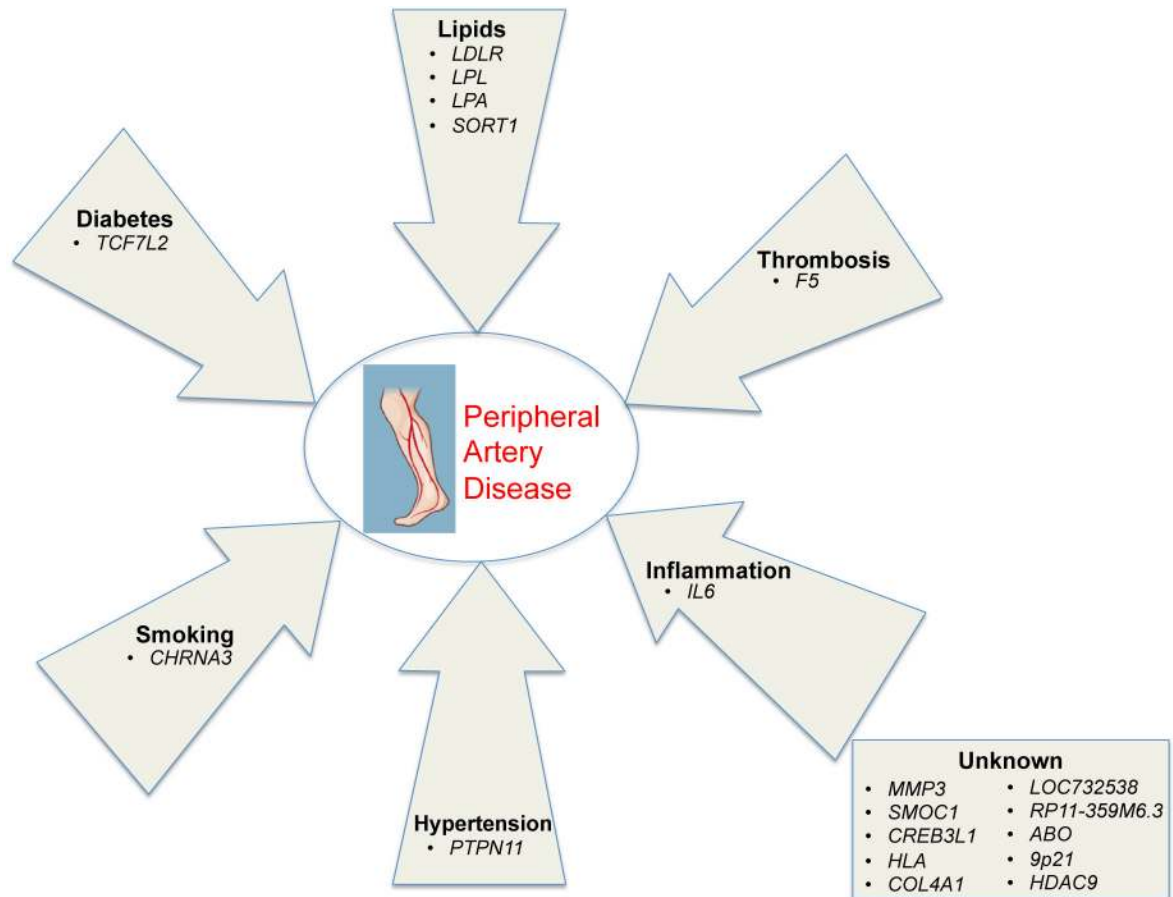 Lipids
• LDLR
• LPL
• LPA
• SORT1
Diabetes
• TCF7L2
Thrombosis
• F5
Peripheral
Artery
Disease
Inflammation
• IL6
Smoking
• CHRNA3
Hypertension
• PTPN11
Unknown
• MMP3
• SMOC1
• CREB3L1
• HLA
• COL4A1
• LOC732538
• RP11-359M6.3
• ABO
• 9p21
• HDAC9